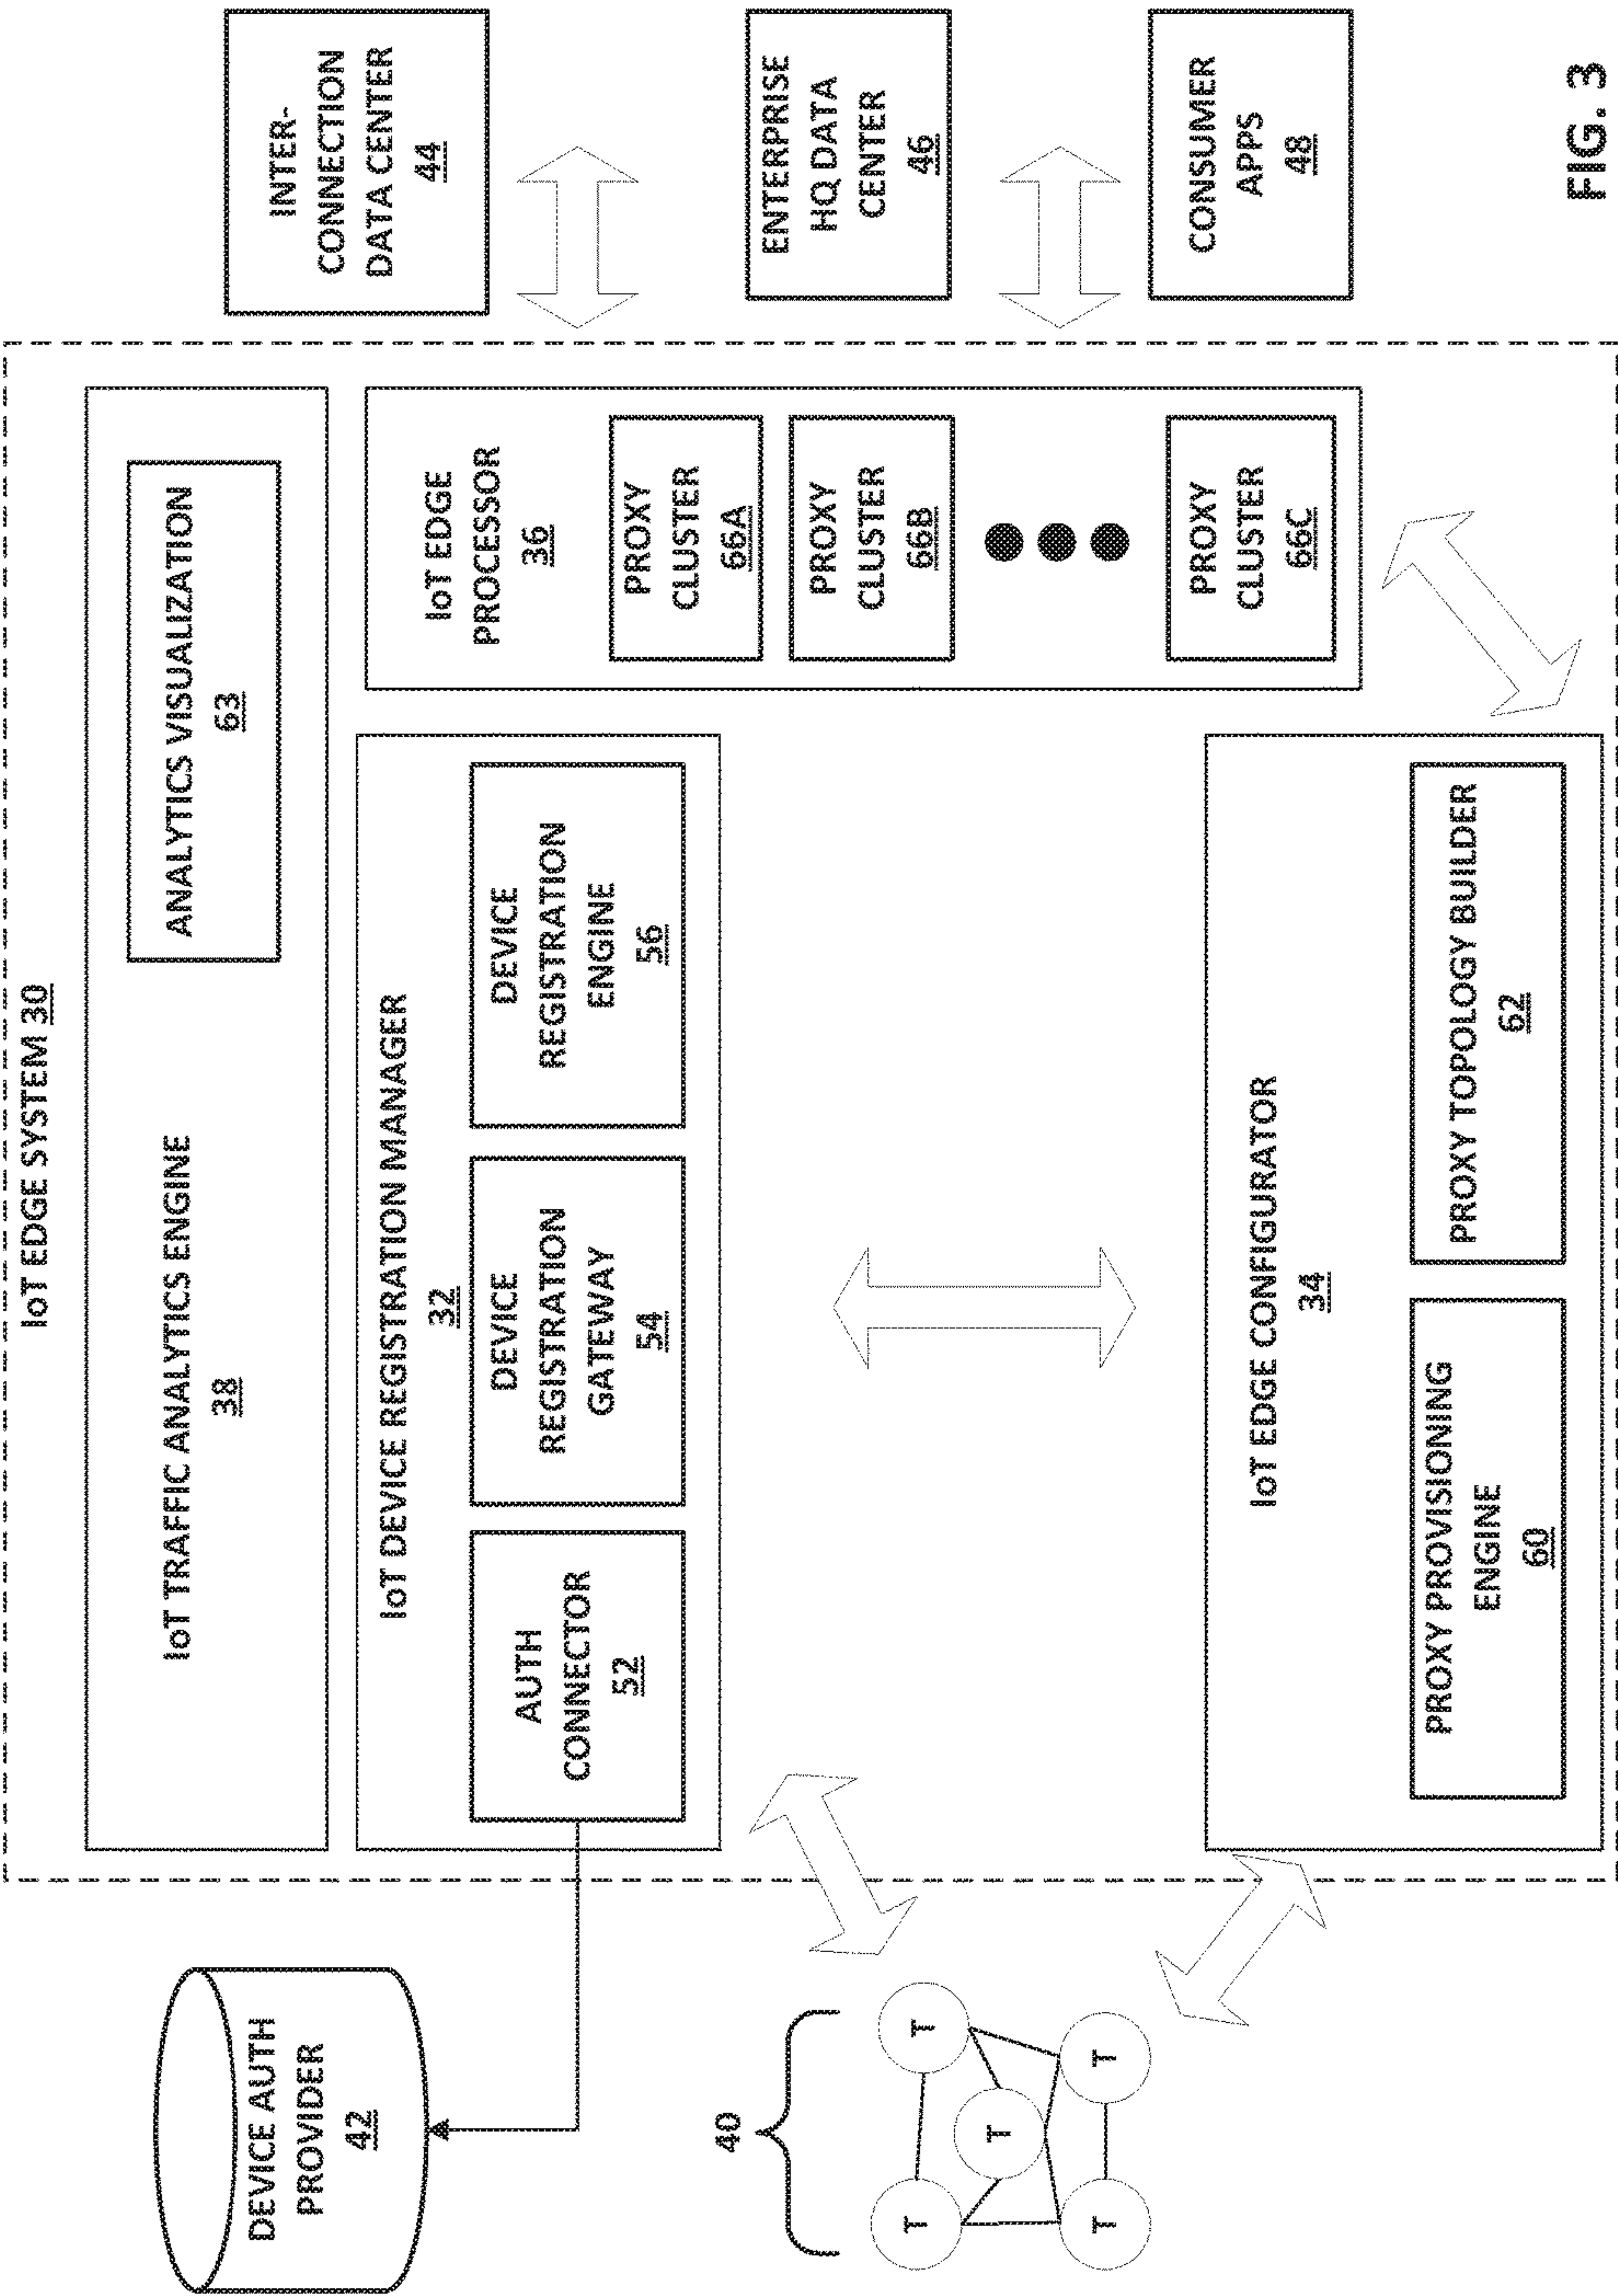 IoT EDGE SYSTEM 30
DEVICE AUTH
PROVIDER
42
IoT TRAFFIC ANALYTICS ENGINE
38
ANALYTICS VISUALIZATION
63
INTER-
CONNECTION
DATA CENTER
44
IoT DEVICE REGISTRATION MANAGER
32
AUTH
CONNECTOR
52
DEVICE
REGISTRATION
GATEWAY
54
DEVICE
REGISTRATION
ENGINE
56
IoT EDGE
PROCESSOR
36
PROXY
CLUSTER
66A
PROXY
CLUSTER
66B
PROXY
CLUSTER
66C
ENTERPRISE
HQ DATA
CENTER
46
CONSUMER
APPS
48
40
T
T
T
T
T
IoT EDGE CONFIGURATOR
34
PROXY PROVISIONING
ENGINE
60
PROXY TOPOLOGY BUILDER
62
FIG. 3